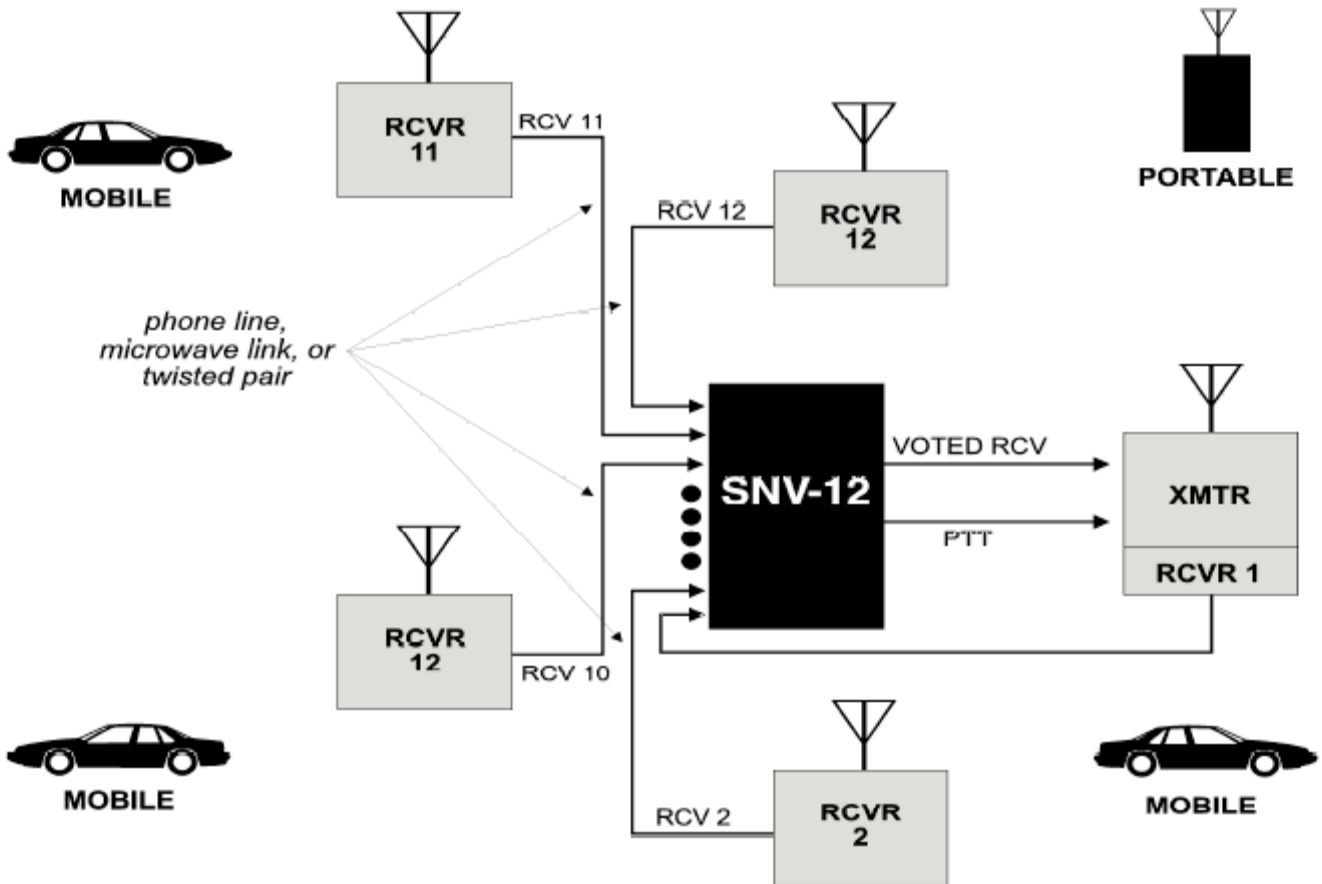 RCVR
11
RCV 11
MOBILE
PORTABLE
RCV 12
RCVR
12
phone line,
microwave link, or
twisted pair
SNV-12
VOTED RCV
PTT
XMTR
RCVR 1
RCVR
12
RCV 10
MOBILE
RCV 2
RCVR
2
MOBILE